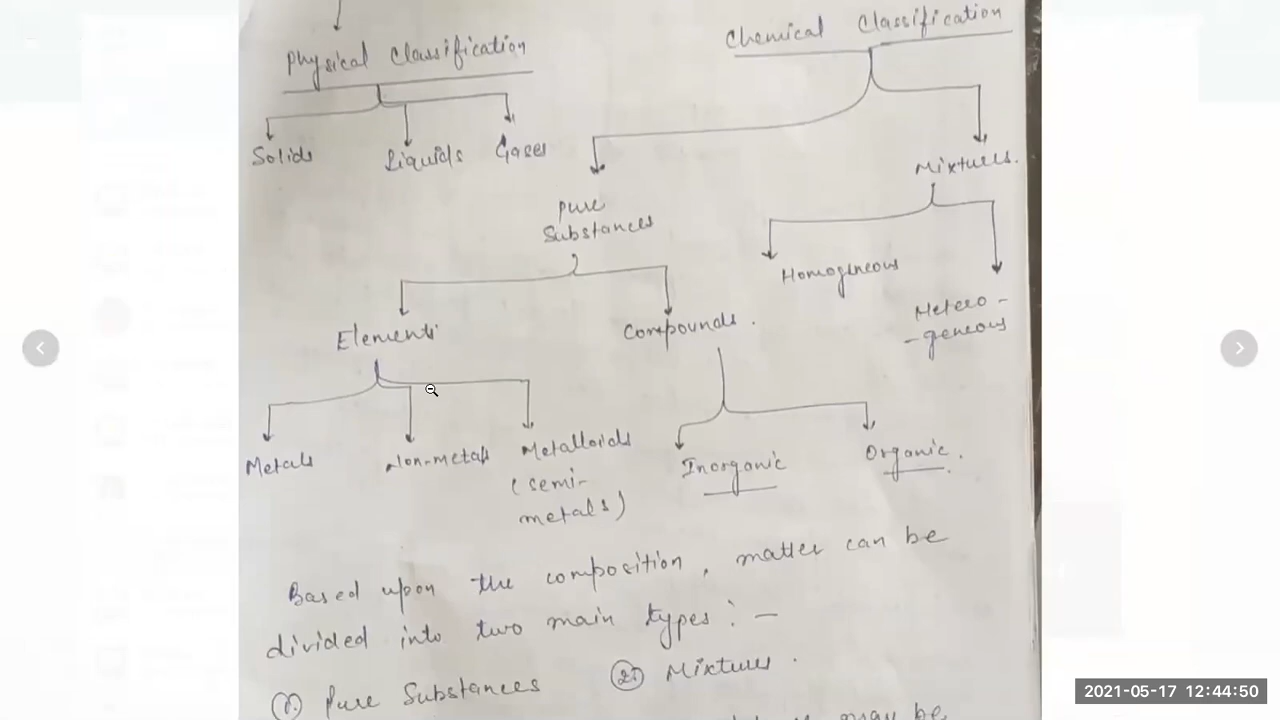 Physical Classification
Chemical Classification
Solids
Liquids
Gases
Mixtures.
Pure
Substances
Homogeneous
Hetero-
-geneous
Elements
Compounds.
Metals
Non-metals
Metalloids
(semi-
metals)
Inorganic
Organic.
Based upon the composition, matter can be
divided into two main types :-
(1) Pure Substances (2) Mixtures.
may be
2021-05-17 12:44:50